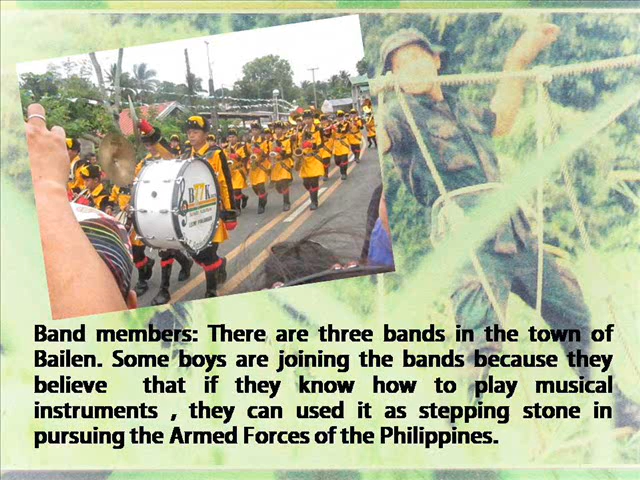 B77K
Band members: There are three bands in the town of
Bailen. Some boys are joining the bands because they
believe that if they know how to play musical
instruments , they can used it as stepping stone in
pursuing the Armed Forces of the Philippines.